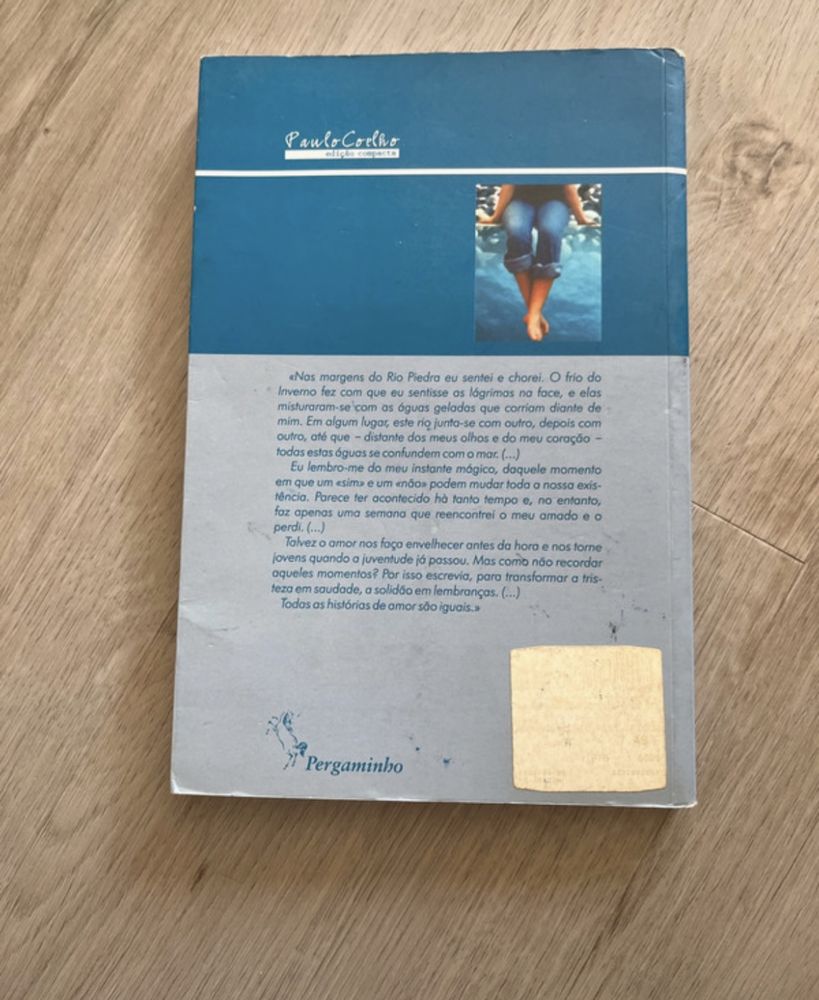 Paulo Coelho
edição compacta
«Nas margens do Rio Piedra eu sentei e chorei. O frio do
Inverno fez com que eu sentisse as lágrimas na face, e elas
misturaram-se com as águas geladas que corriam diante de
mim. Em algum lugar, este rio junta-se com outro, depois com
outro, até que – distante dos meus olhos e do meu coração –
todas estas águas se confundem com o mar. (...)
Eu lembro-me do meu instante mágico, daquele momento
em que um «sim» e um «não» podem mudar toda a nossa exis-
tência. Parece ter acontecido há tanto tempo e, no entanto,
faz apenas uma semana que reencontrei o meu amado e o
perdi. (...)
Talvez o amor nos faça envelhecer antes da hora e nos torne
jovens quando a juventude já passou. Mas como não recordar
aqueles momentos? Por isso escrevia, para transformar a tris-
teza em saudade, a solidão em lembranças. (...)
Todas as histórias de amor são iguais.»
Pergaminho